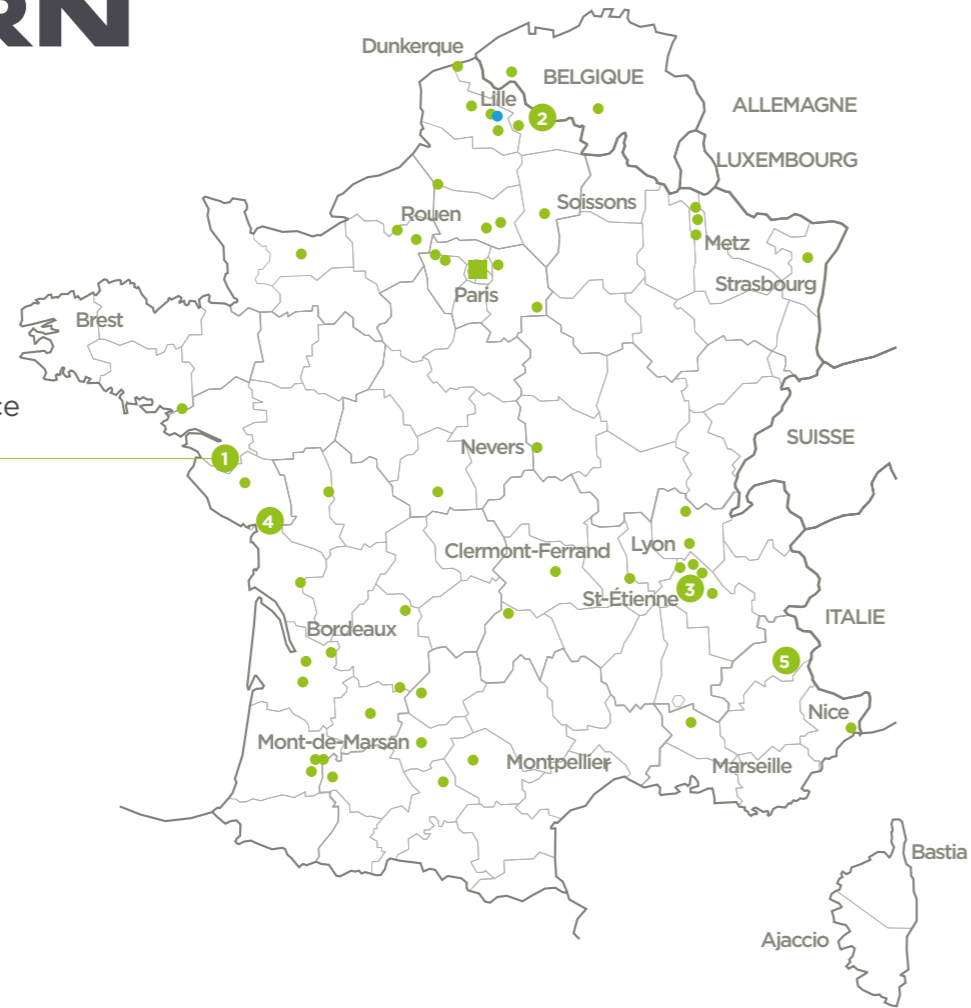 RN
Dunkerque
BELGIQUE
Lille
2
ALLEMAGNE
LUXEMBOURG
Soissons
Rouen
Metz
Strasbourg
Paris
Brest
ce
SUISSE
Nevers
1
4
Clermont-Ferrand
Lyon
St-Étienne
3
ITALIE
Bordeaux
5
Nice
Mont-de-Marsan
Montpellier
Marseille
Bastia
Ajaccio